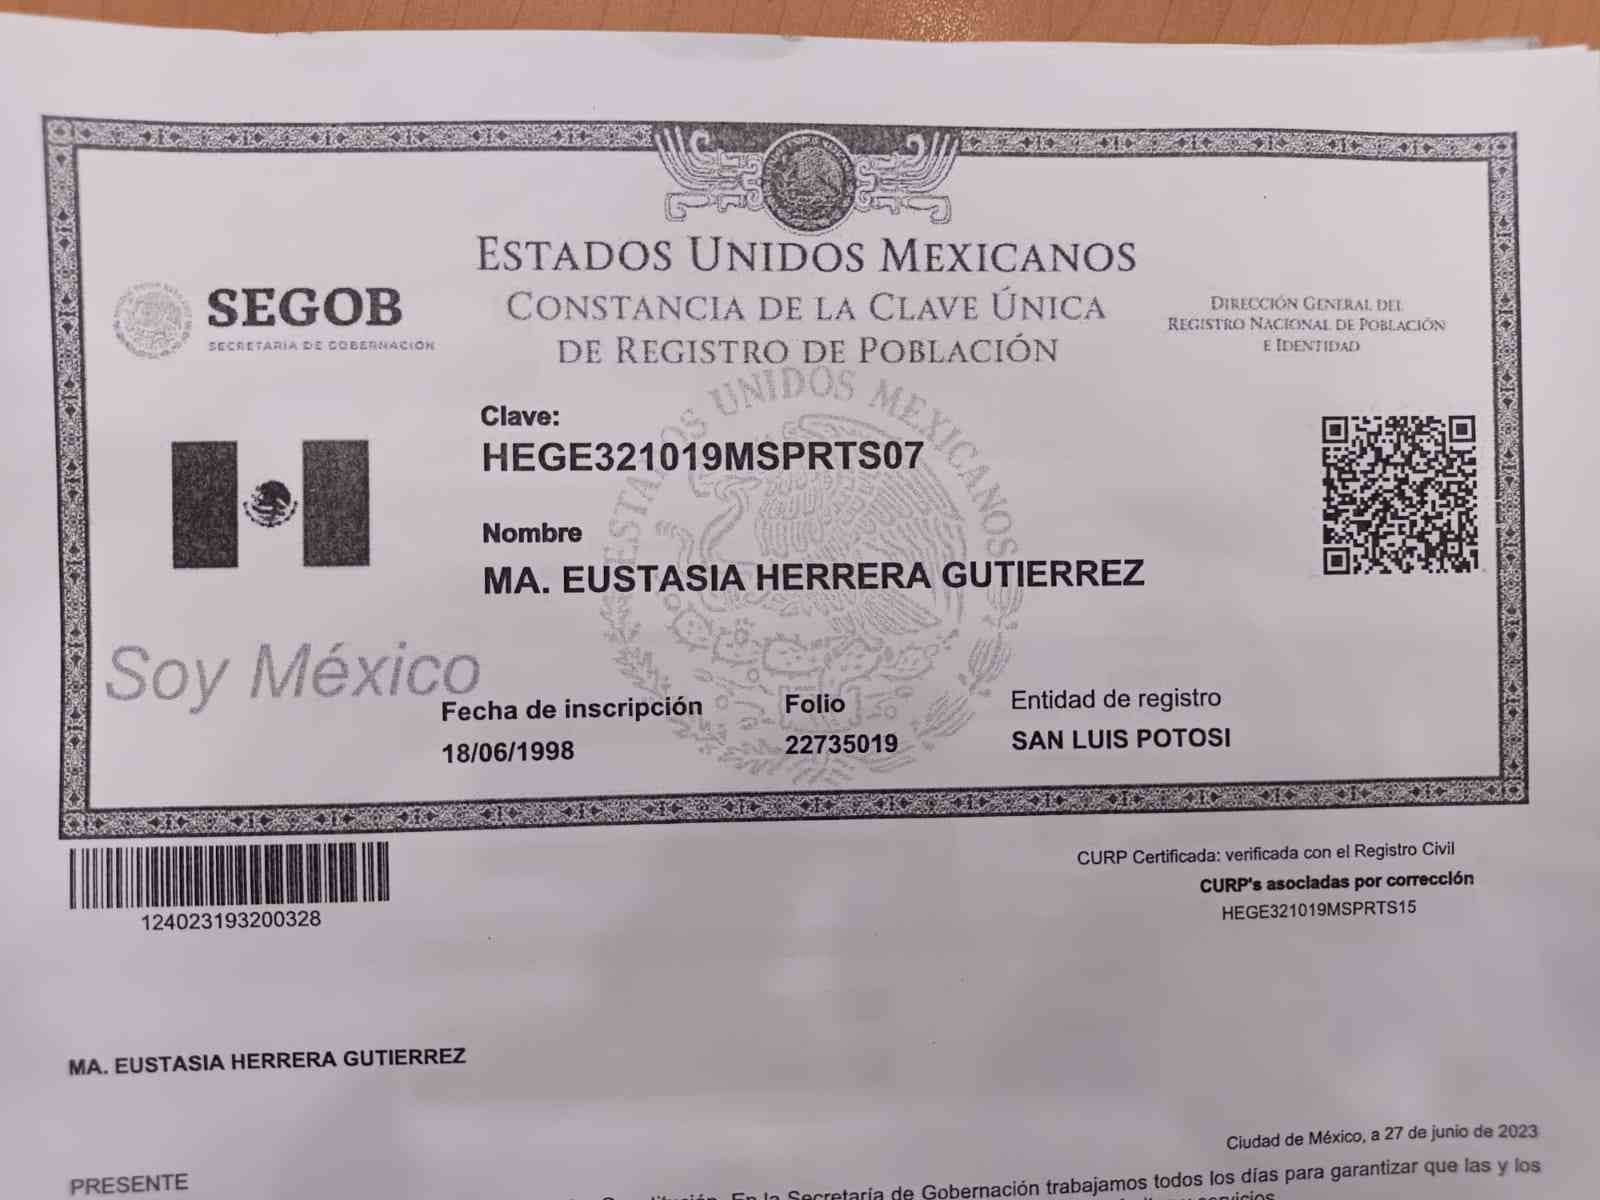 ESTADOS UNIDOS MEXICANOS
CONSTANCIA DE LA CLAVE ÚNICA
DE REGISTRO DE POBLACIÓN
SEGOB
SECRETARÍA DE GOBERNACIÓN
DIRECCIÓN GENERAL DEL
REGISTRO NACIONAL DE POBLACIÓN
E IDENTIDAD
ESTADOS UNIDOS MEXICANOS
Clave:
HEGE321019MSPRTS07
Nombre
MA. EUSTASIA HERRERA GUTIERREZ
Soy México
Fecha de inscripción
18/06/1998
Folio
22735019
Entidad de registro
SAN LUIS POTOSI
124023193200328
CURP Certificada: verificada con el Registro Civil
CURP's asociadas por corrección
HEGE321019MSPRTS15
MA. EUSTASIA HERRERA GUTIERREZ
Ciudad de México, a 27 de junio de 2023
PRESENTE
En la Secretaría de Gobernación trabajamos todos los días para garantizar que las y los
servicios